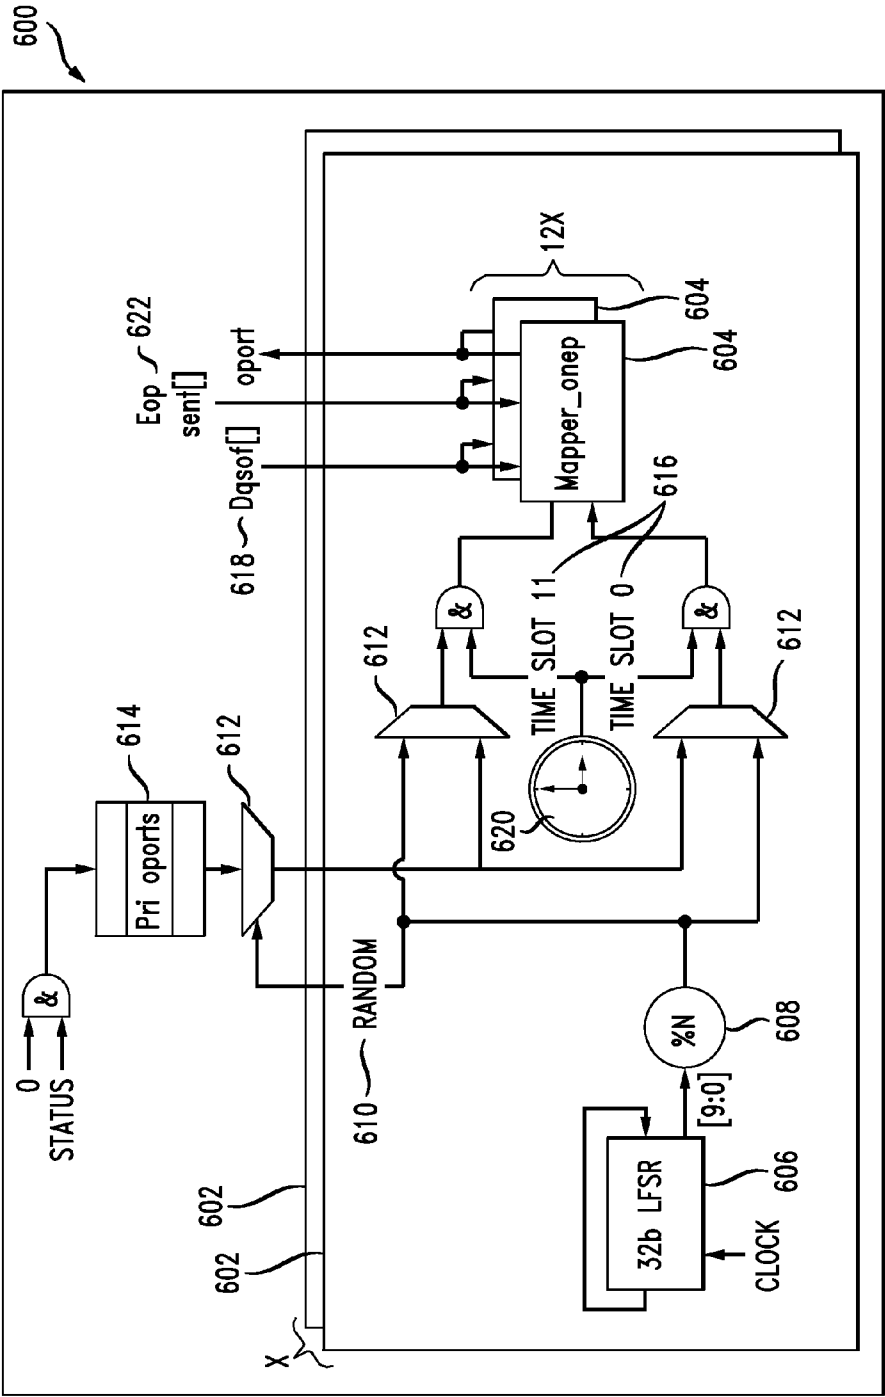 600
0
STATUS
&
Pri oports
614
612
602
602
X
610 RANDOM
618 Dqsof[]
Eop
sent[]
622
oport
12X
604
604
Mapper_onep
612
&
TIME SLOT 11
TIME SLOT 0
616
620
&
612
%N
608
[9:0]
32b LFSR
606
CLOCK